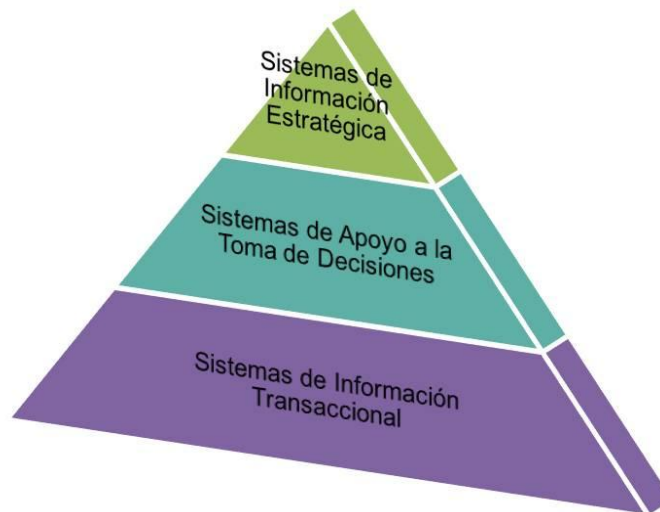 Sistemas de
Información
Estratégica
Sistemas de Apoyo a la
Toma de Decisiones
Sistemas de Información
Transaccional